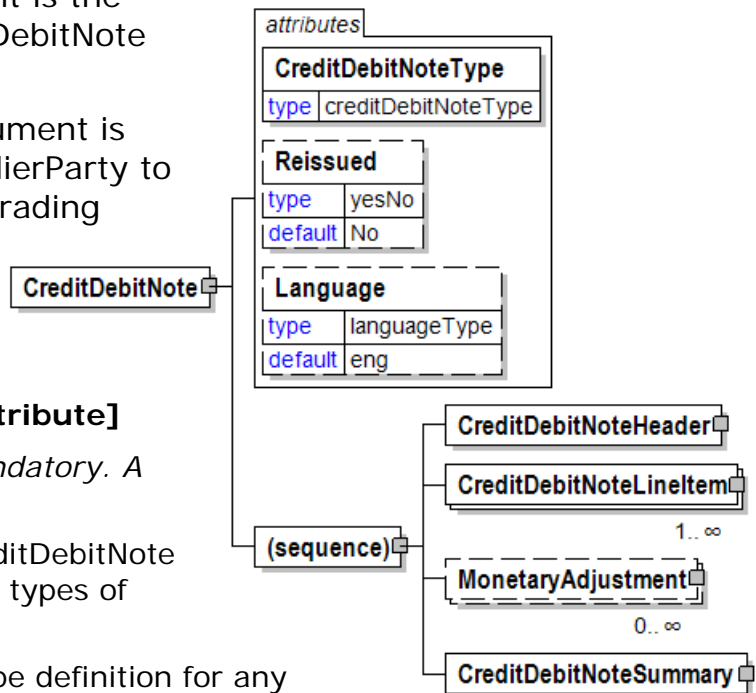 t is the
DebitNote
ument is
lierParty to
rading
tribute]
ndatory. A
ditDebitNote
types of
pe definition for any
CreditDebitNote
attributes
CreditDebitNoteType
type creditDebitNoteType
Reissued
type yesNo
default No
Language
type languageType
default eng
(sequence)
CreditDebitNoteHeader
CreditDebitNoteLineItem
1..∞
MonetaryAdjustment
0..∞
CreditDebitNoteSummary